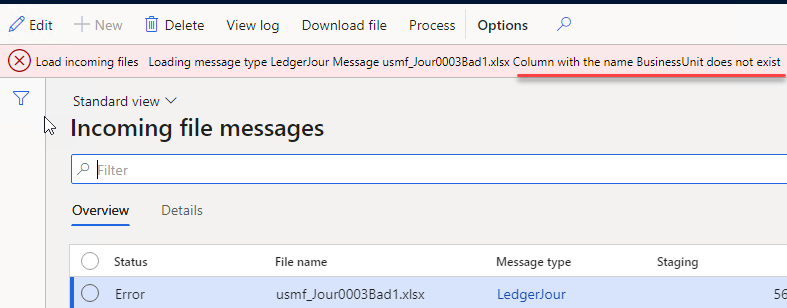 Edit New Delete View log Download file Process Options
Load incoming files Loading message type LedgerJour Message usmf_Jour0003Bad1.xlsx Column with the name BusinessUnit does not exist
Standard view
Incoming file messages
Filter
Overview Details
Status File name Message type Staging
Error usmf_Jour0003Bad1.xlsx LedgerJour 56